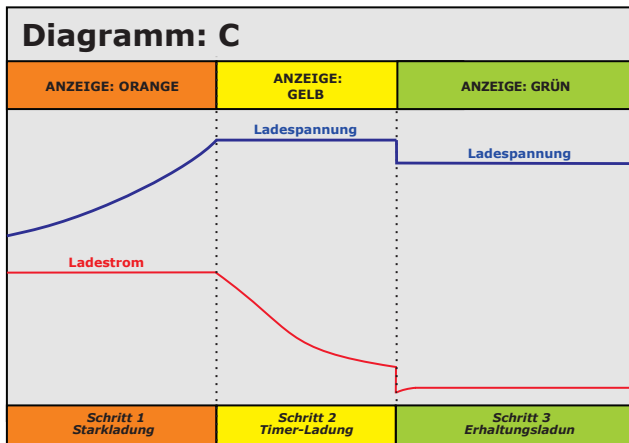 Diagramm: C
ANZEIGE: ORANGE
ANZEIGE:
GELB
ANZEIGE: GRÜN
Ladespannung
Ladespannung
Ladestrom
Schritt 1
Starkladung
Schritt 2
Timer-Ladung
Schritt 3
Erhaltungsladun